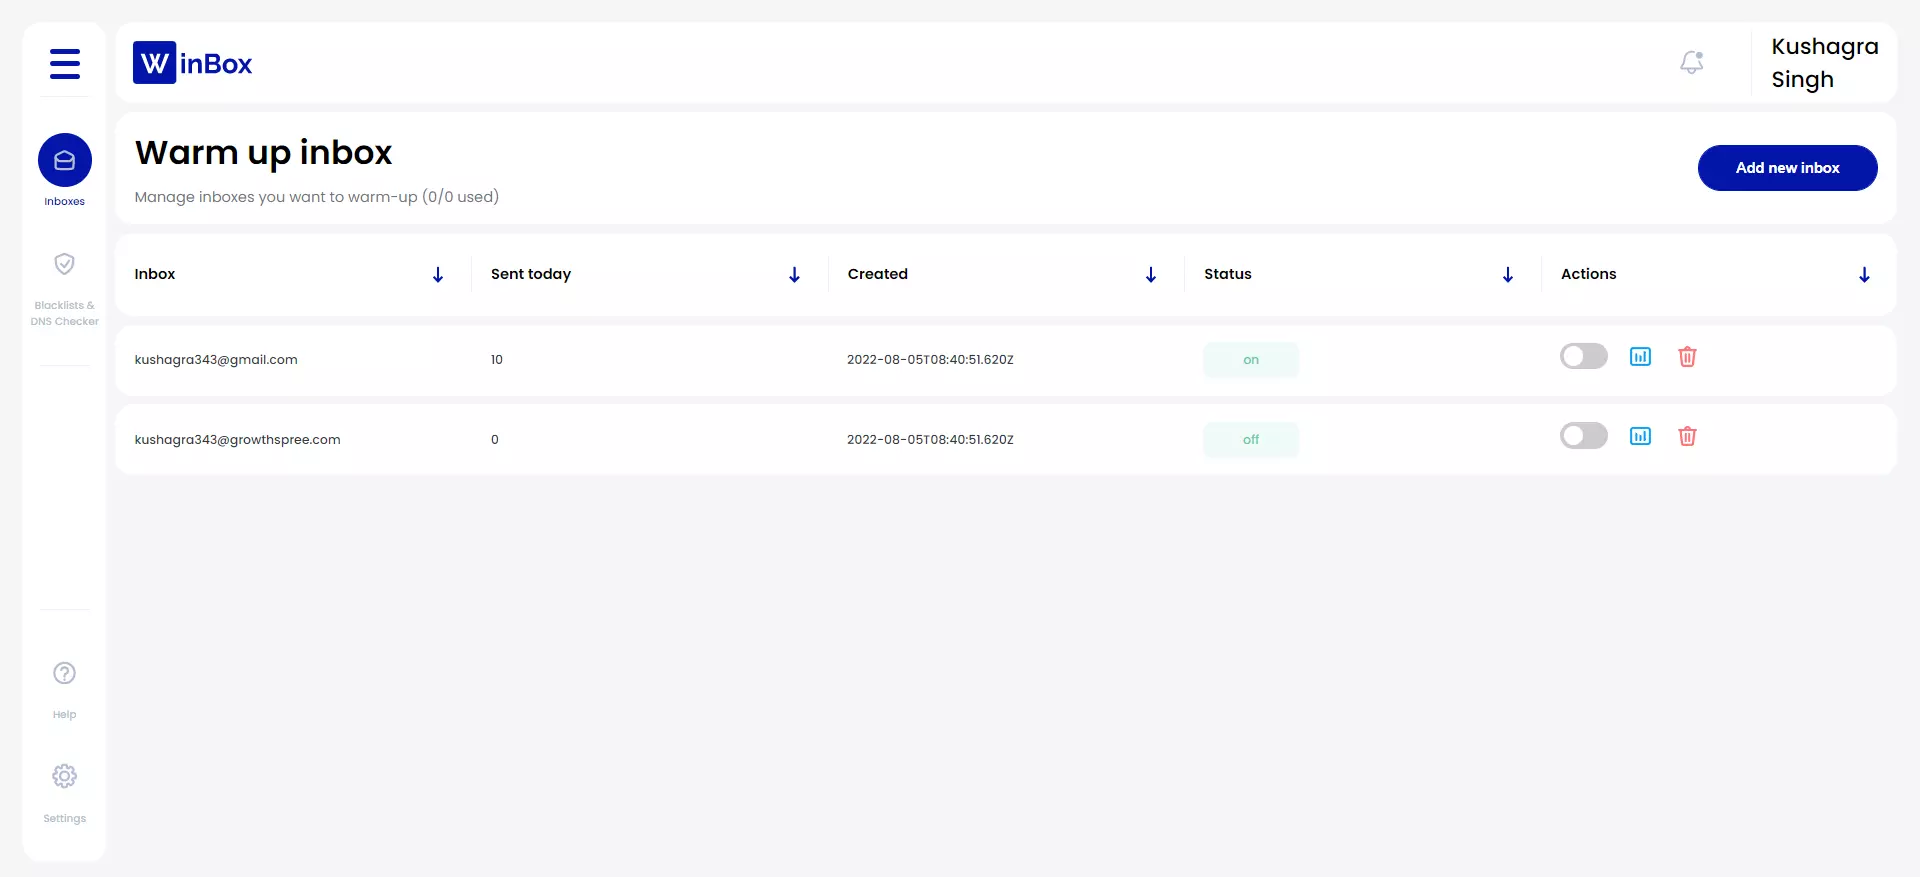 WinBox
Kushagra
Singh
Warm up inbox
Manage inboxes you want to warm-up (0/0 used)
Add new inbox
Inboxes
Blacklists &
DNS Checker
Help
Settings
Inbox Sent today Created Status Actions
kushagra343@gmail.com 10 2022-08-05T08:40:51.620Z on
kushagra343@growthspree.com 0 2022-08-05T08:40:51.620Z off